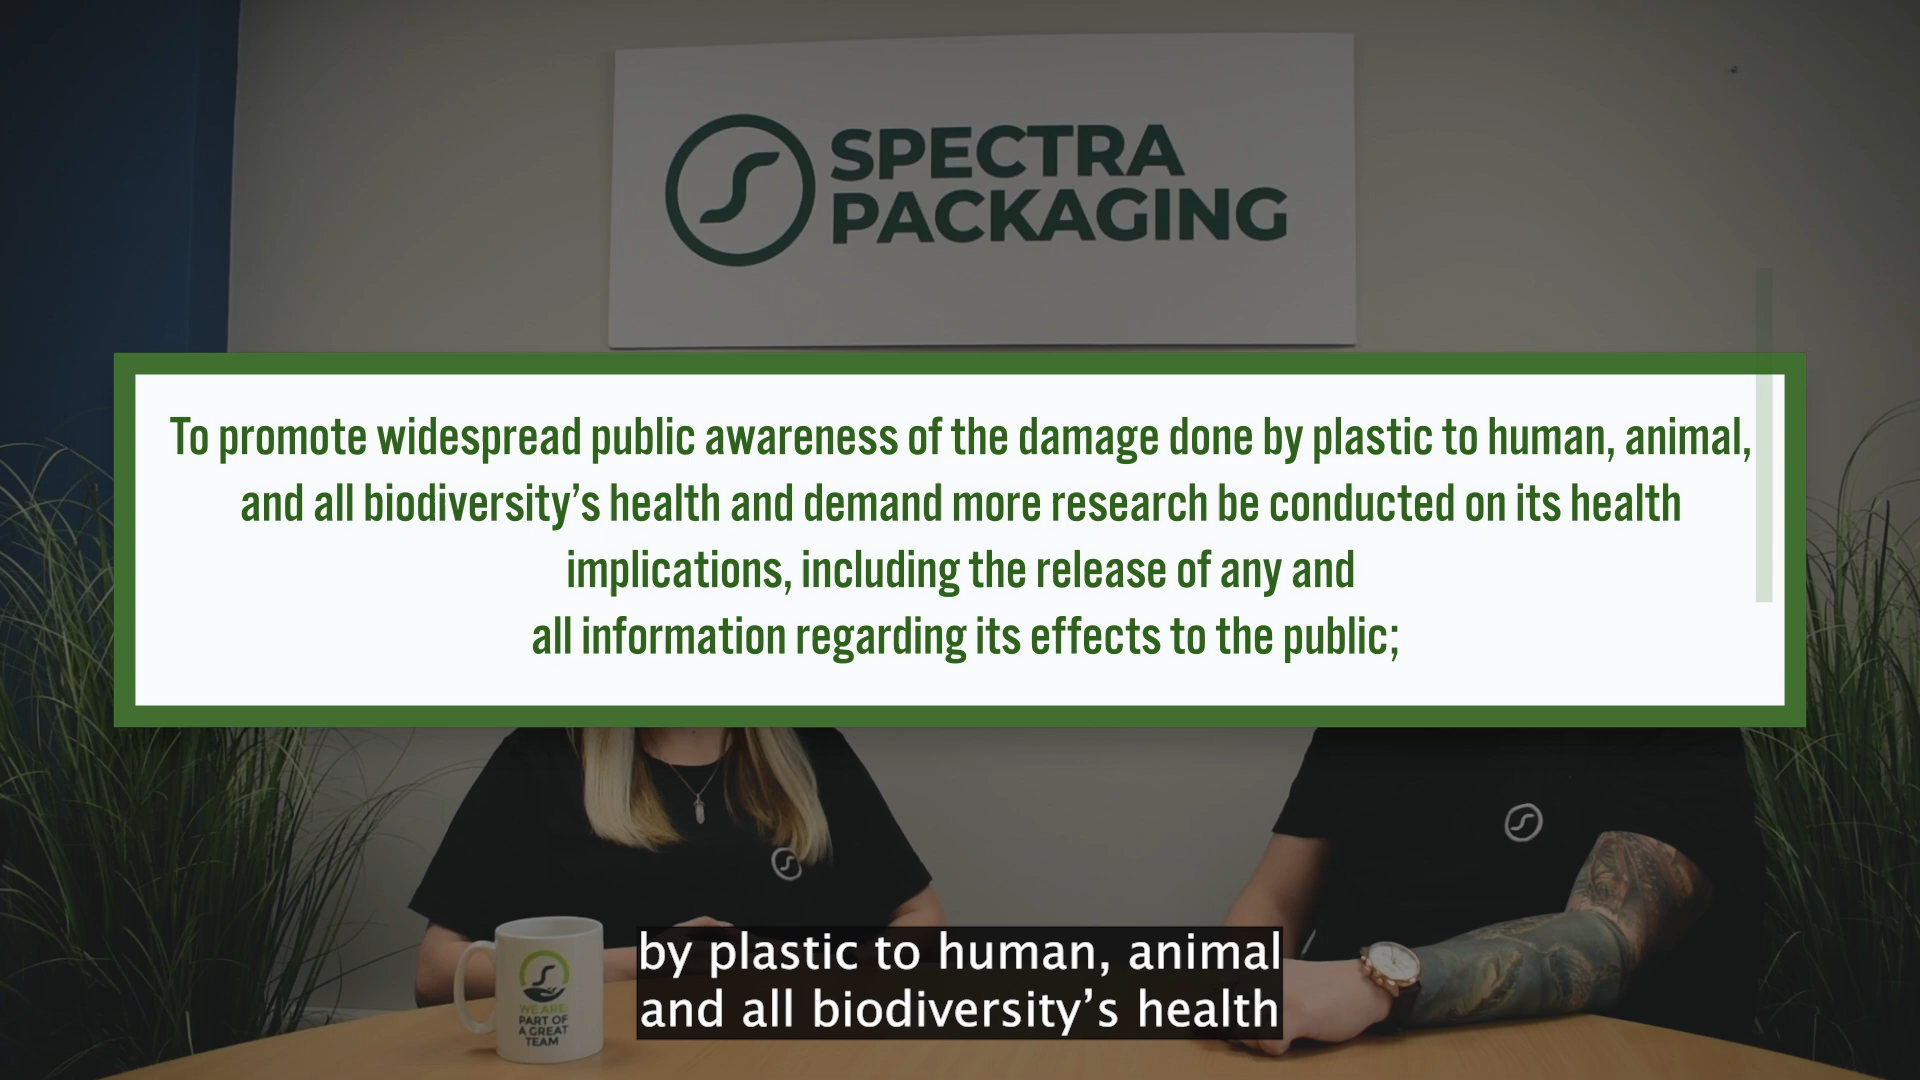 SPECTRA
PACKAGING
To promote widespread public awareness of the damage done by plastic to human, animal,
and all biodiversity’s health and demand more research be conducted on its health
implications, including the release of any and
all information regarding its effects to the public;
WE ARE
PART OF
A GREAT
TEAM
by plastic to human, animal
and all biodiversity’s health